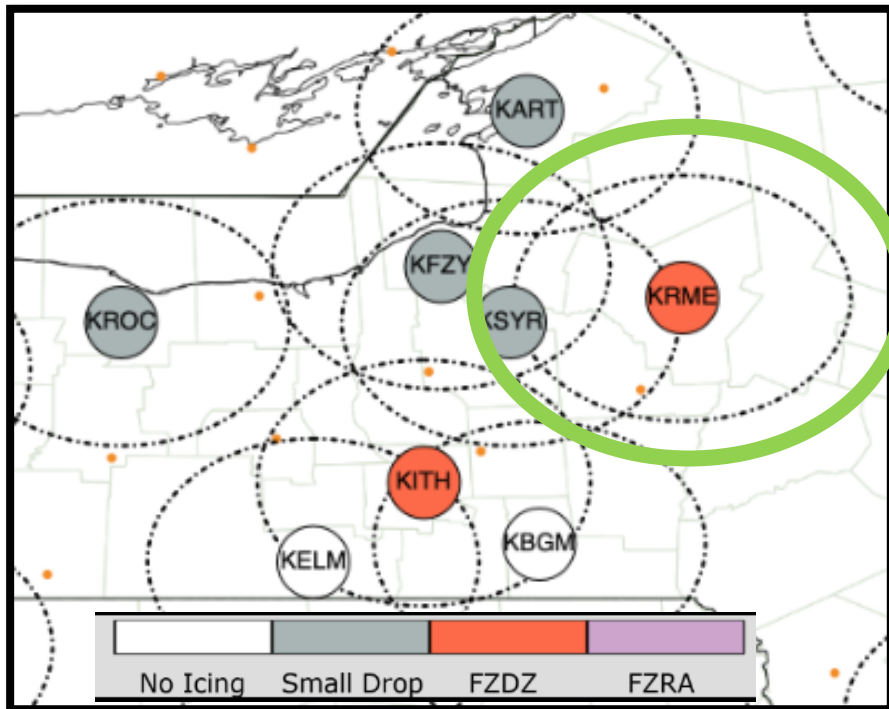 KART
KFZY
KRME
KROC
KSYR
KITH
KELM
KBGM
No Icing
Small Drop
FZDZ
FZRA